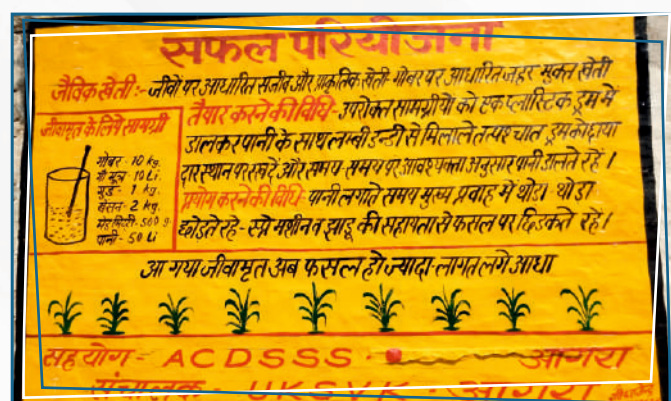 सफल परियोजना
जैविक खेती :- जीवों पर आधारित सजीव और प्राकृतिक खेती-गोबर पर आधारित जहर मुक्त खेती
जीवामृत के लिये सामग्री
गोबर - 10 kg.
गौ मूत्र - 10 Li.
गुड - 1 kg.
बेसन - 2 kg.
मेड मिट्टी - 500 g.
पानी - 50 Li
तैयार करने की विधि - उपरोक्त सामग्रीयों को एक प्लास्टिक ड्रम में
डालकर पानी के साथ लम्बी डन्डी से मिलाले तत्पश्चात ड्रम को छाया
दार स्थान पर रखदें और समय-समय पर आवश्यक्ता अनुसार पानी डालते रहें।
प्रयोग करने की विधि- पानी लगाते समय मुख्य प्रवाह में थोडा थोडा
छोड़ते रहे - स्प्रे मशीन व झाडू की सहायता से फसल पर छिडकते रहें।
आ गया जीवामृत अब फसल हो ज्यादा-लागत लगे आधा
सहयोग - ACDSSS - आगरा
संचालक - UKSVK - आगरा